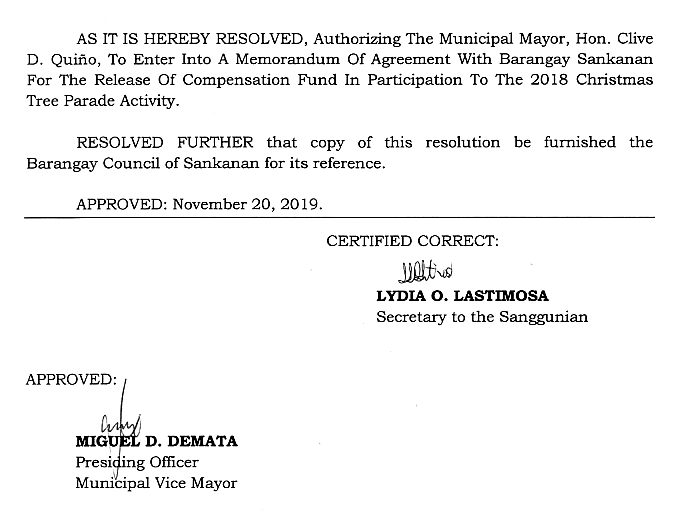 AS IT IS HEREBY RESOLVED, Authorizing The Municipal Mayor, Hon. Clive
D. Quiño, To Enter Into A Memorandum Of Agreement With Barangay Sankanan
For The Release Of Compensation Fund In Participation To The 2018 Christmas
Tree Parade Activity.
RESOLVED FURTHER that copy of this resolution be furnished the
Barangay Council of Sankanan for its reference.
APPROVED: November 20, 2019.
CERTIFIED CORRECT:
LYDIA O. LASTIMOSA
Secretary to the Sanggunian
APPROVED:
MIGUEL D. DEMATA
Presiding Officer
Municipal Vice Mayor